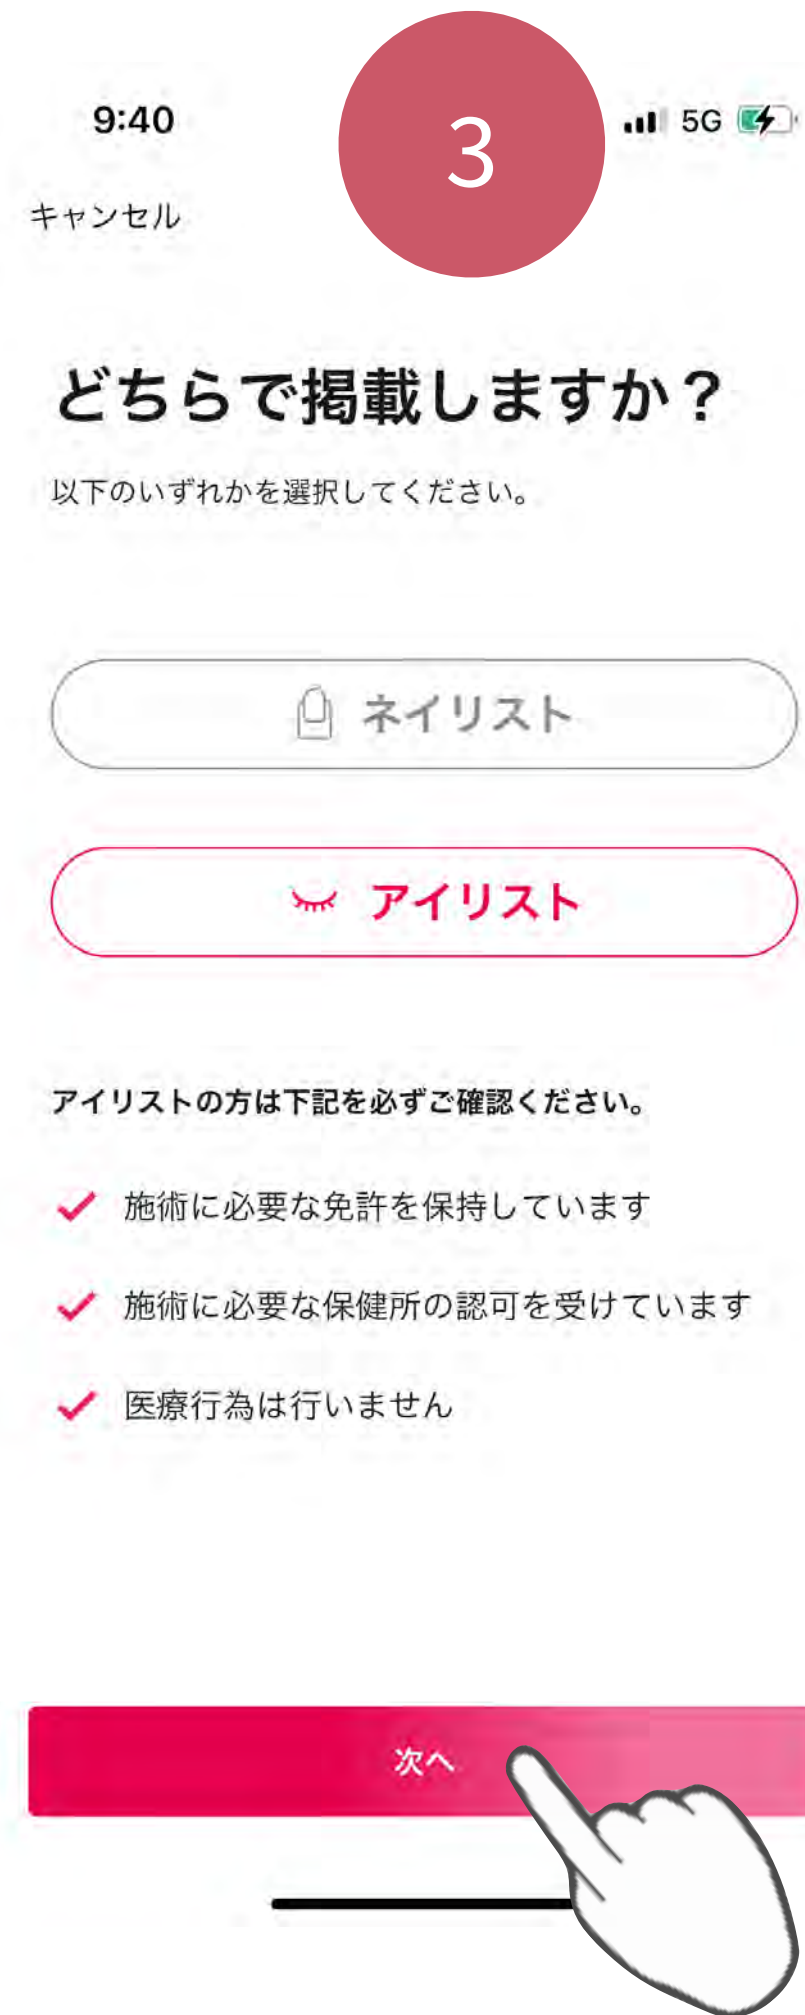 3
9:40
5G
キャンセル
どちらで掲載しますか？
以下のいずれかを選択してください。
ネイリスト
アイリスト
アイリストの方は下記を必ずご確認ください。
施術に必要な免許を保持しています
施術に必要な保健所の認可を受けています
医療行為は行いません
次へ